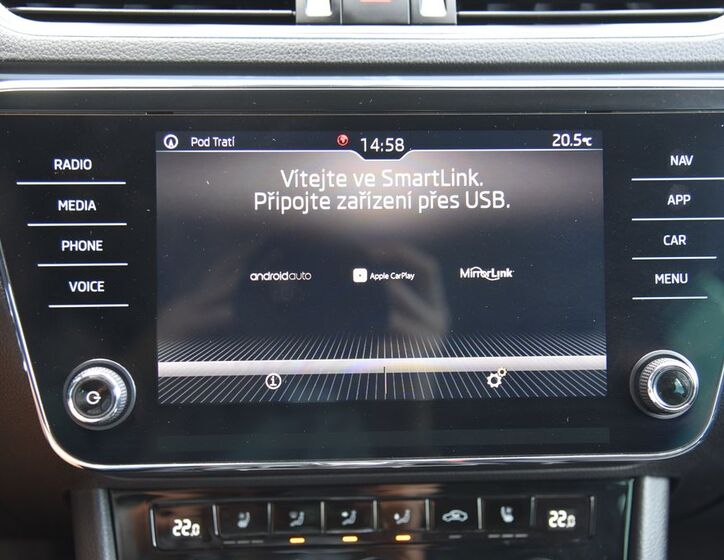 Pod Tratí 14:58 20.5°C
RADIO
MEDIA
PHONE
VOICE
Vítejte ve SmartLink.
Připojte zařízení přes USB.
androidauto Apple CarPlay MirrorLink
NAV
APP
CAR
MENU
22.0 22.0